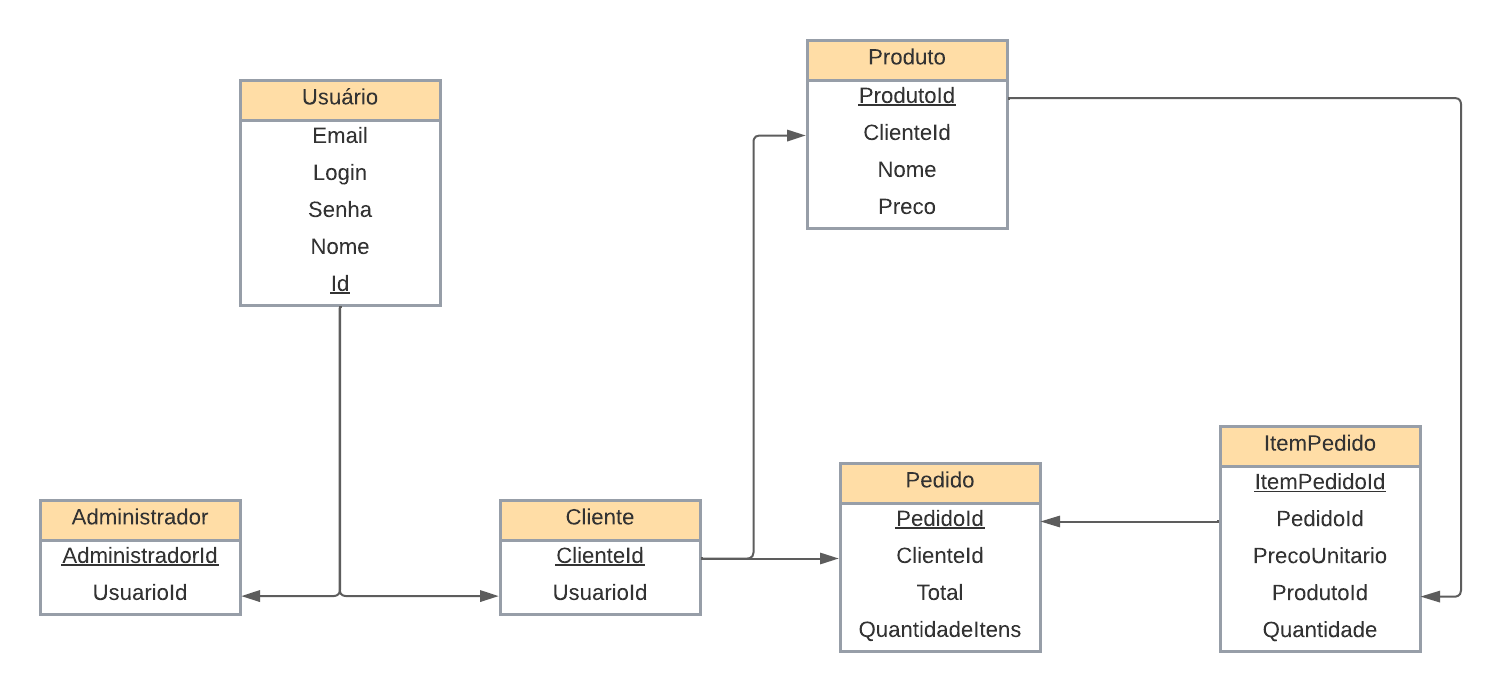 Usuário
Email
Login
Senha
Nome
Id
Produto
ProdutoId
ClienteId
Nome
Preco
Administrador
AdministradorId
UsuarioId
Cliente
ClienteId
UsuarioId
Pedido
PedidoId
ClienteId
Total
QuantidadeItens
ItemPedido
ItemPedidoId
PedidoId
PrecoUnitario
ProdutoId
Quantidade